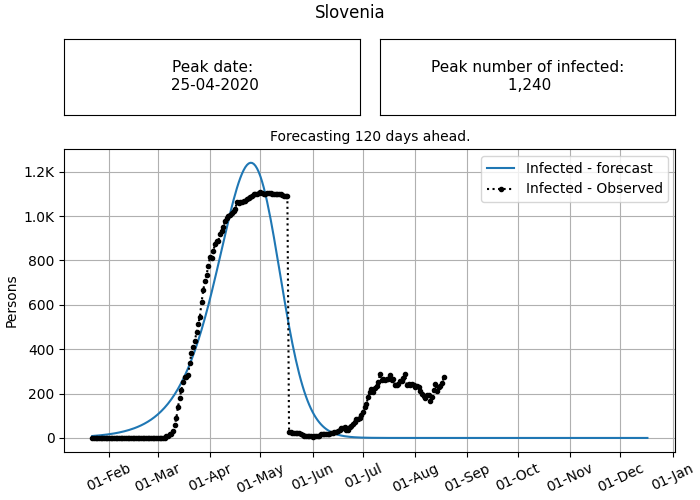 Slovenia
Peak date:
25-04-2020
Peak number of infected:
1,240
Forecasting 120 days ahead.
Infected - forecast
Infected - Observed
Persons
1.2K
1.0K
800
600
400
200
0
01-Feb
01-Mar
01-Apr
01-May
01-Jun
01-Jul
01-Aug
01-Sep
01-Oct
01-Nov
01-Dec
01-Jan